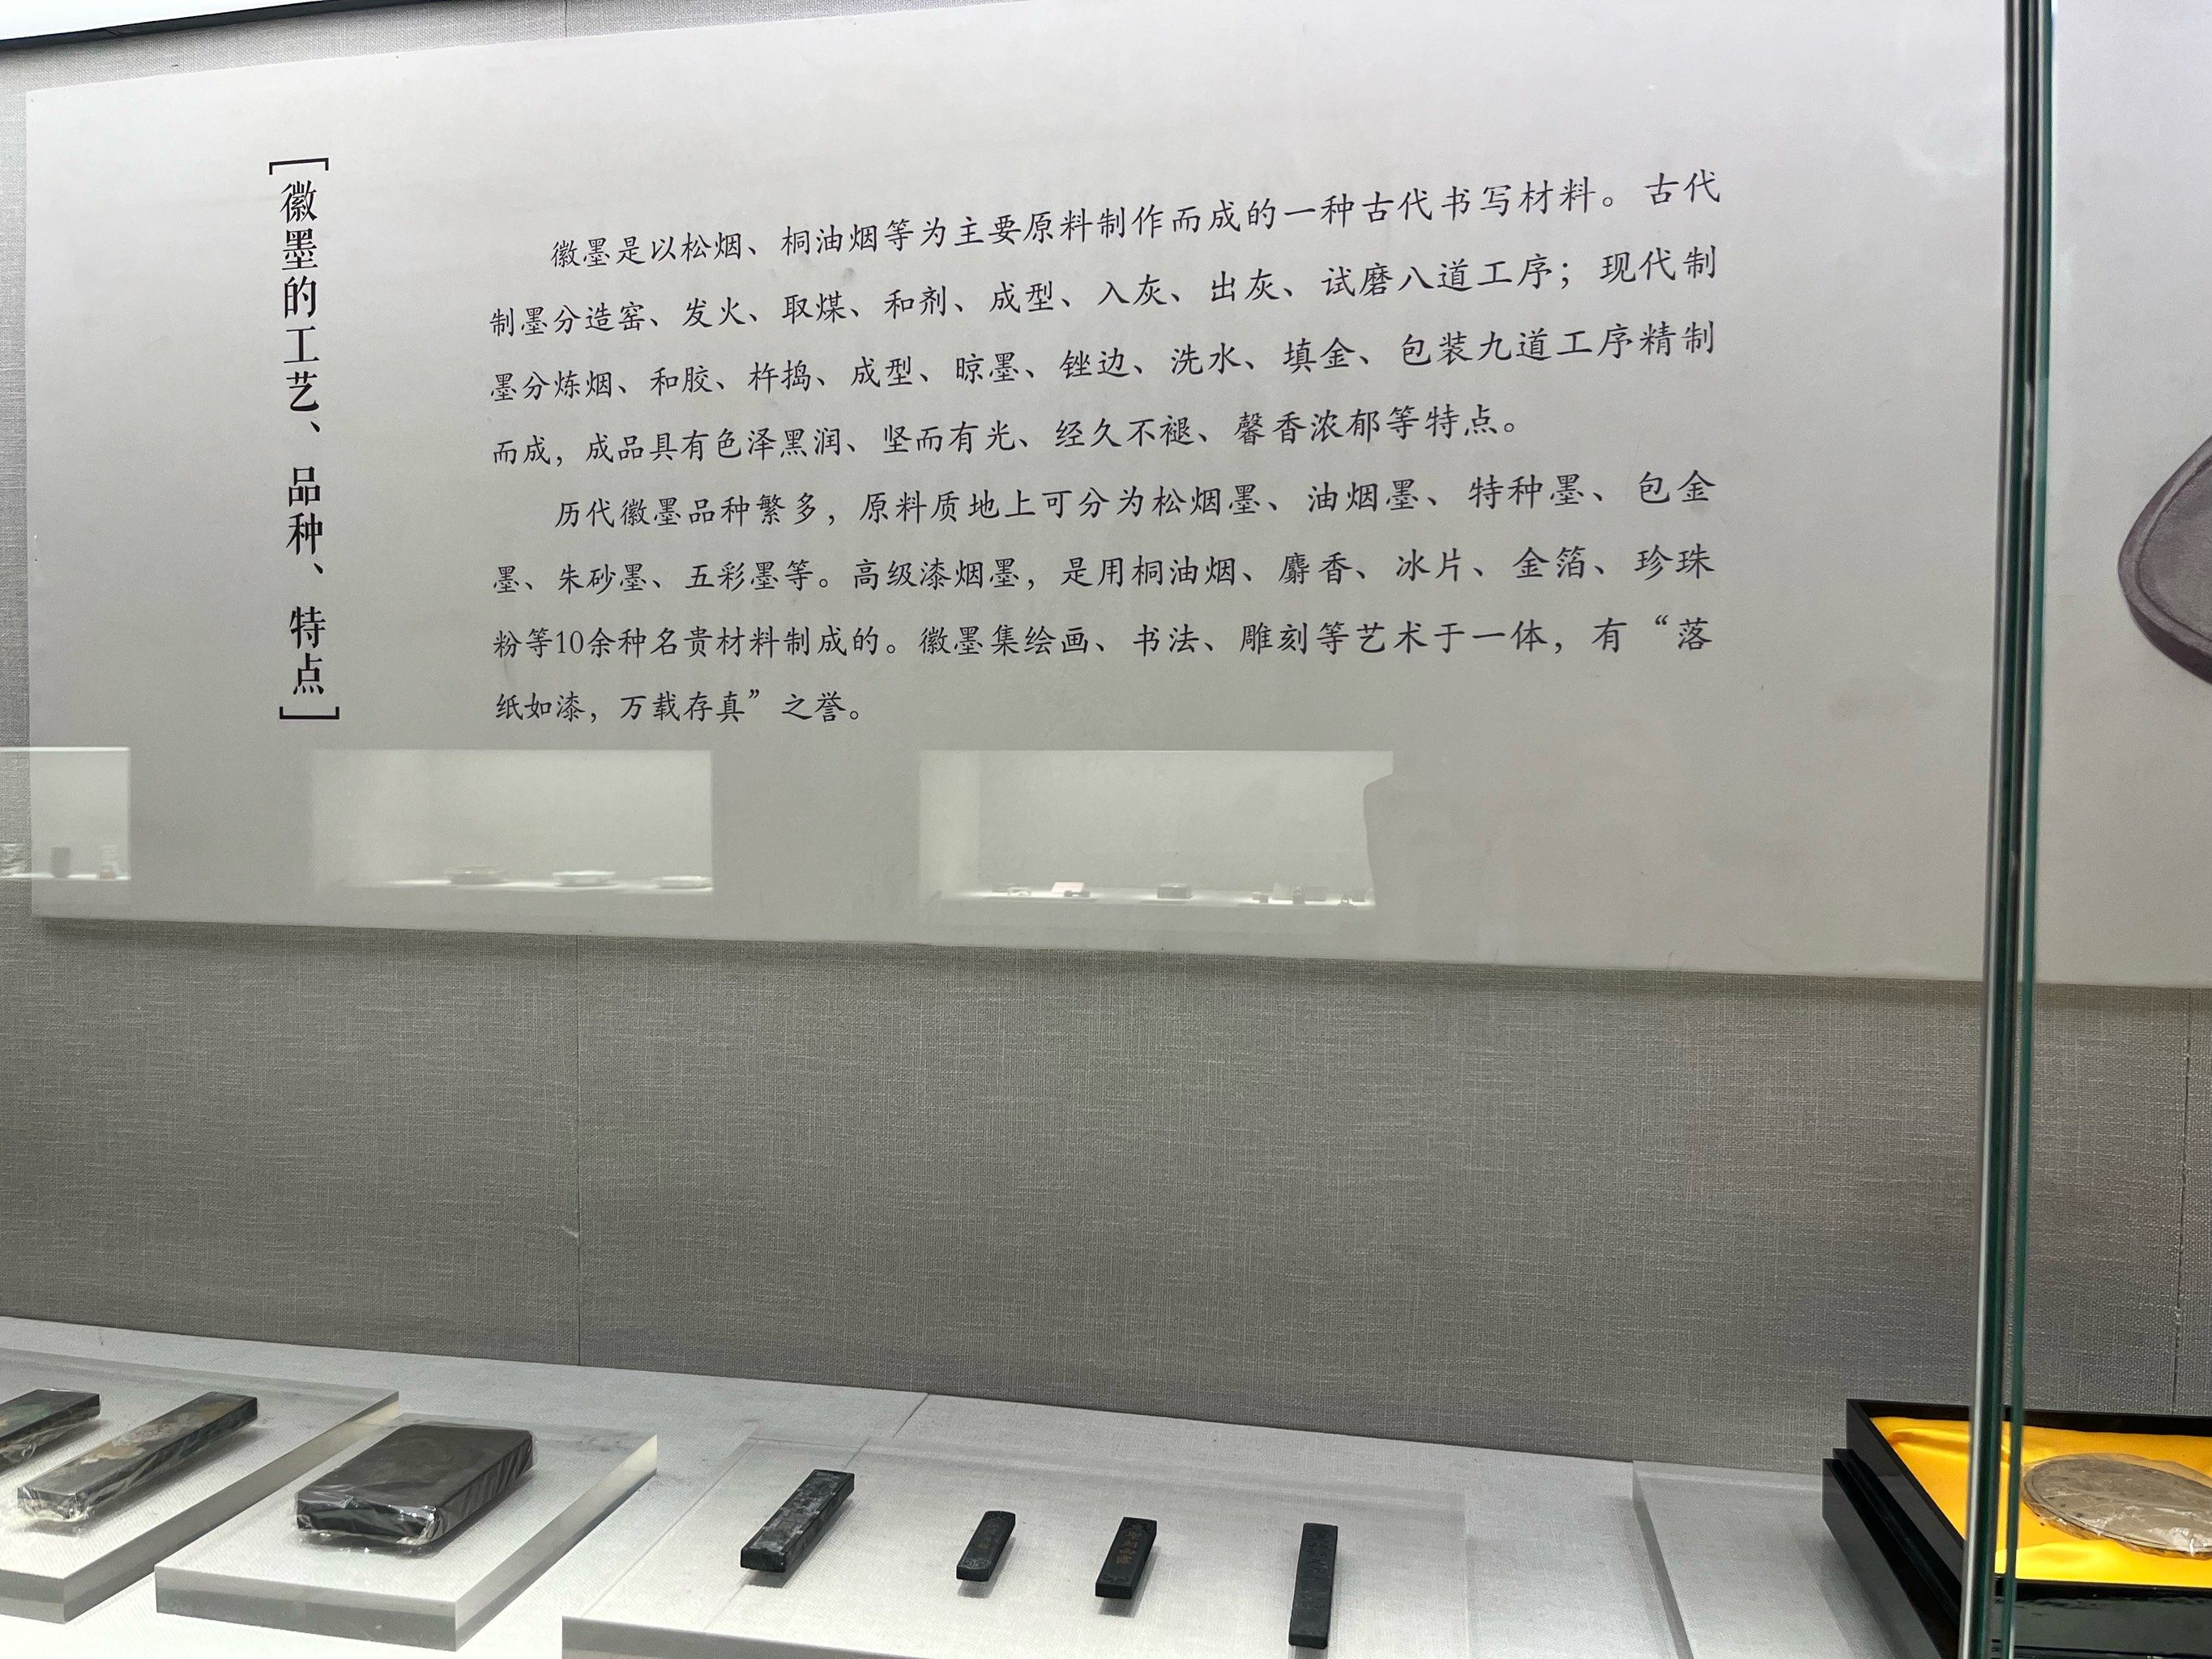 [徽墨的工艺、品种、特点]
徽墨是以松烟、桐油烟等为主要原料制作而成的一种古代书写材料。古代
制墨分造窑、发火、取煤、和剂、成型、入灰、出灰、试磨八道工序；现代制
墨分炼烟、和胶、杵捣、成型、晾墨、锉边、洗水、填金、包装九道工序精制
而成，成品具有色泽黑润、坚而有光、经久不褪、馨香浓郁等特点。
历代徽墨品种繁多，原料质地上可分为松烟墨、油烟墨、特种墨、包金
墨、朱砂墨、五彩墨等。高级漆烟墨，是用桐油烟、麝香、冰片、金箔、珍珠
粉等10余种名贵材料制成的。徽墨集绘画、书法、雕刻等艺术于一体，有“落
纸如漆，万载存真”之誉。